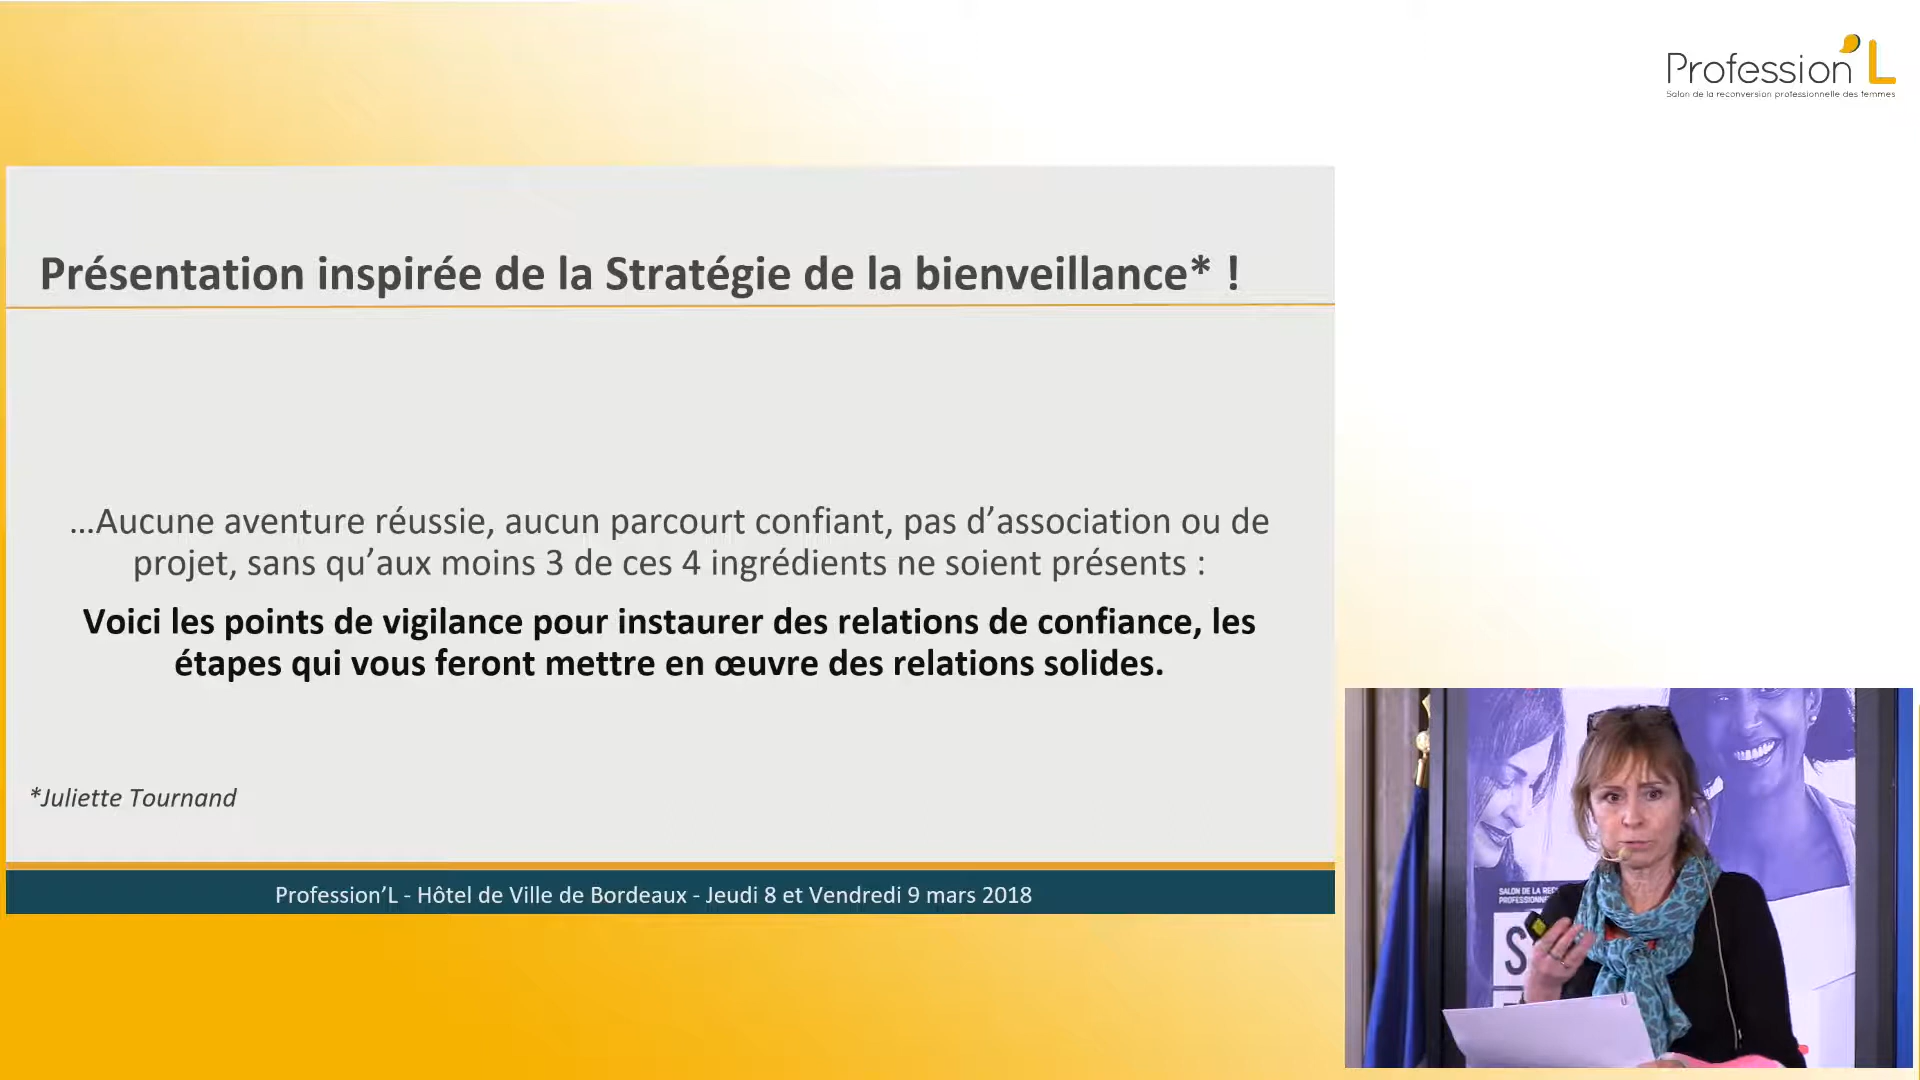 Profession'L
Salon de la reconversion professionnelle des femmes
Présentation inspirée de la Stratégie de la bienveillance* !
...Aucune aventure réussie, aucun parcourt confiant, pas d’association ou de
projet, sans qu’aux moins 3 de ces 4 ingrédients ne soient présents :
Voici les points de vigilance pour instaurer des relations de confiance, les
étapes qui vous feront mettre en œuvre des relations solides.
*Juliette Tournand
Profession’L - Hôtel de Ville de Bordeaux - Jeudi 8 et Vendredi 9 mars 2018
SALON DE LA